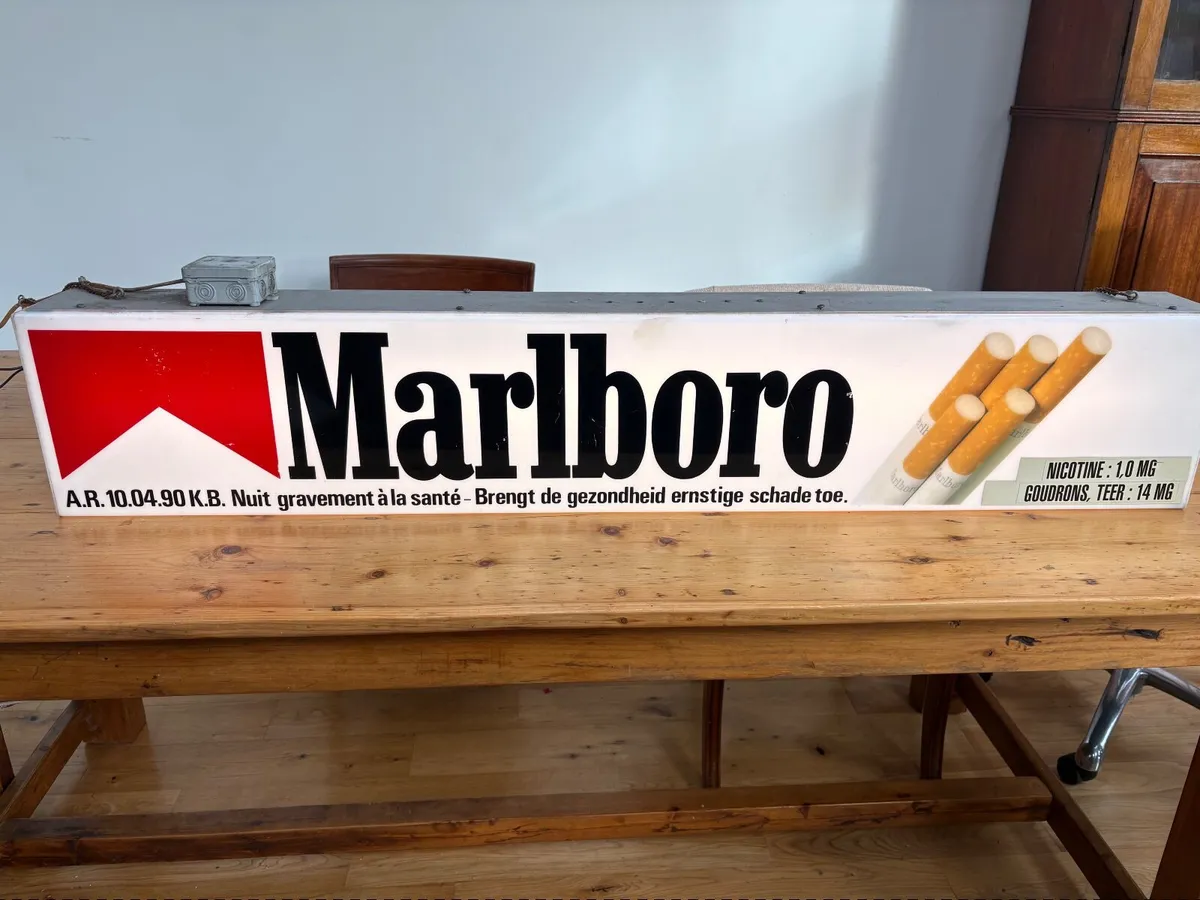 Marlboro
A.R. 10.04.90 K.B. Nuit gravement à la santé - Brengt de gezondheid ernstige schade toe.
NICOTINE : 1,0 MG
GOUDRONS, TEER : 14 MG